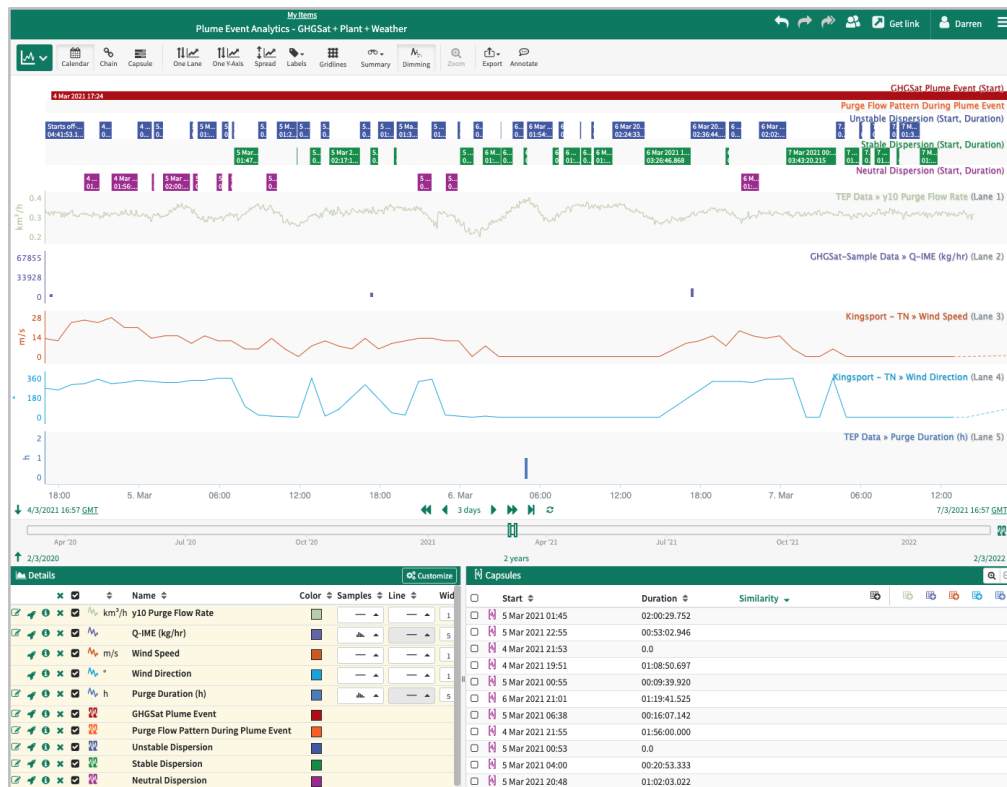 My Items
Plume Event Analytics - GHGSat + Plant + Weather
Get link
Darren
Calendar Chain Capsule One Lane One Y-Axis Spread Labels Gridlines Summary Dimming Zoom Export Annotate
4 Mar 2021 17:24
GHGSat Plume Event (Start)
Purge Flow Pattern During Plume Event
Unstable Dispersion (Start, Duration)
Starts off-...
04:41:53.1...
6 Mar 20...
02:24:33...
6 Mar 20...
02:36:44...
6 Mar ...
02:02:...
Stable Dispersion (Start, Duration)
5 Mar...
01:47...
5 Mar 2...
02:17:1...
6 Mar 2021 1...
03:26:46.868
7 Mar 2021 00:...
03:43:20.215
Neutral Dispersion (Start, Duration)
4 Mar ...
01:56:...
5 Mar ...
02:00:...
6 M...
01:...
TEP Data » y10 Purge Flow Rate (Lane 1)
km³/h
0.4
0.3
0.2
GHGSat-Sample Data » Q-IME (kg/hr) (Lane 2)
67855
33928
0
Kingsport - TN » Wind Speed (Lane 3)
m/s
28
14
0
Kingsport - TN » Wind Direction (Lane 4)
°
360
180
0
TEP Data » Purge Duration (h) (Lane 5)
h
2
1
0
18:00 5. Mar 06:00 12:00 18:00 6. Mar 06:00 12:00 18:00 7. Mar 06:00 12:00
4/3/2021 16:57 GMT
3 days
7/3/2021 16:57 GMT
Apr '20 Jul '20 Oct '20 2021 Apr '21 Jul '21 Oct '21 2022
2/3/2020
2 years
2/3/2022
Details
Customize
Name Color Samples Line Wid
km³/h y10 Purge Flow Rate 1
Q-IME (kg/hr) 5
m/s Wind Speed 1
° Wind Direction 1
h Purge Duration (h) 5
GHGSat Plume Event
Purge Flow Pattern During Plume Event
Unstable Dispersion
Stable Dispersion
Neutral Dispersion
Capsules
Start Duration Similarity
5 Mar 2021 01:45 02:00:29.752
5 Mar 2021 22:55 00:53:02.946
4 Mar 2021 21:53 0.0
4 Mar 2021 19:51 01:08:50.697
5 Mar 2021 00:55 00:09:39.920
6 Mar 2021 21:01 01:19:41.525
5 Mar 2021 06:38 00:16:07.142
4 Mar 2021 21:55 01:56:00.000
5 Mar 2021 00:53 0.0
5 Mar 2021 04:00 00:20:53.333
5 Mar 2021 20:48 01:02:03.022